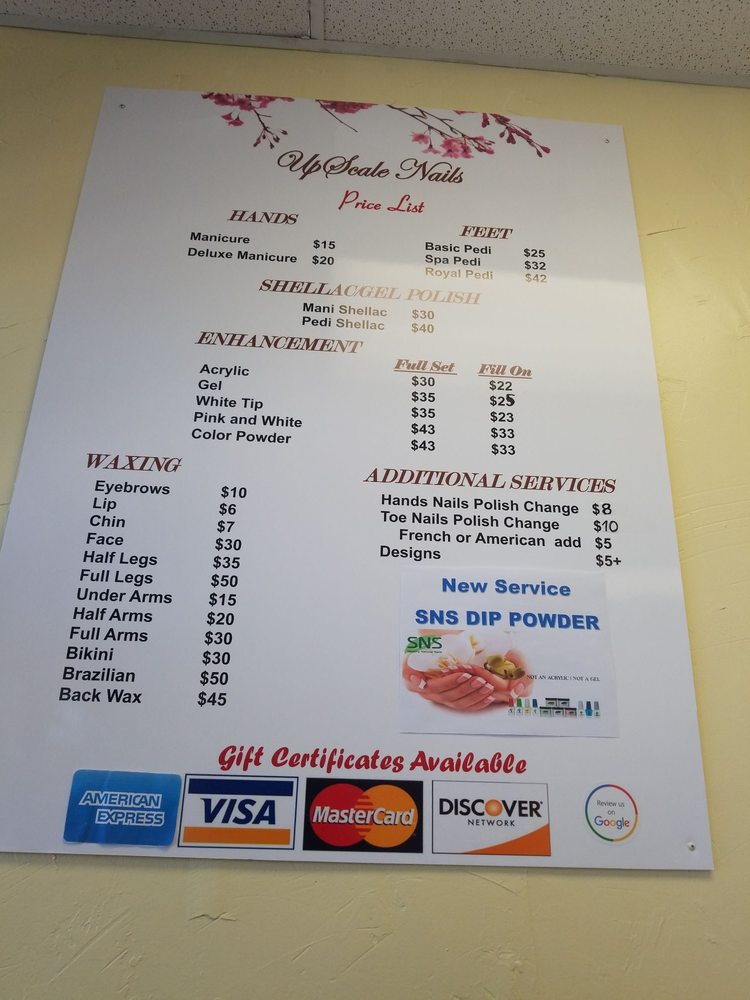 UpScale Nails
Price List
HANDS
Manicure $15
Deluxe Manicure $20
FEET
Basic Pedi $25
Spa Pedi $32
Royal Pedi $42
SHELLAC/GEL POLISH
Mani Shellac $30
Pedi Shellac $40
ENHANCEMENT
Full Set Fill On
Acrylic $30 $22
Gel $35 $25
White Tip $35 $23
Pink and White $43 $33
Color Powder $43 $33
WAXING
Eyebrows $10
Lip $6
Chin $7
Face $30
Half Legs $35
Full Legs $50
Under Arms $15
Half Arms $20
Full Arms $30
Bikini $30
Brazilian $50
Back Wax $45
ADDITIONAL SERVICES
Hands Nails Polish Change $8
Toe Nails Polish Change $10
French or American add $5
Designs $5+
New Service
SNS DIP POWDER
SNS
NOT AN ACRYLIC | NOT A GEL
Gift Certificates Available
AMERICAN EXPRESS
VISA
MasterCard
DISCOVER
NETWORK
Review us
on
Google